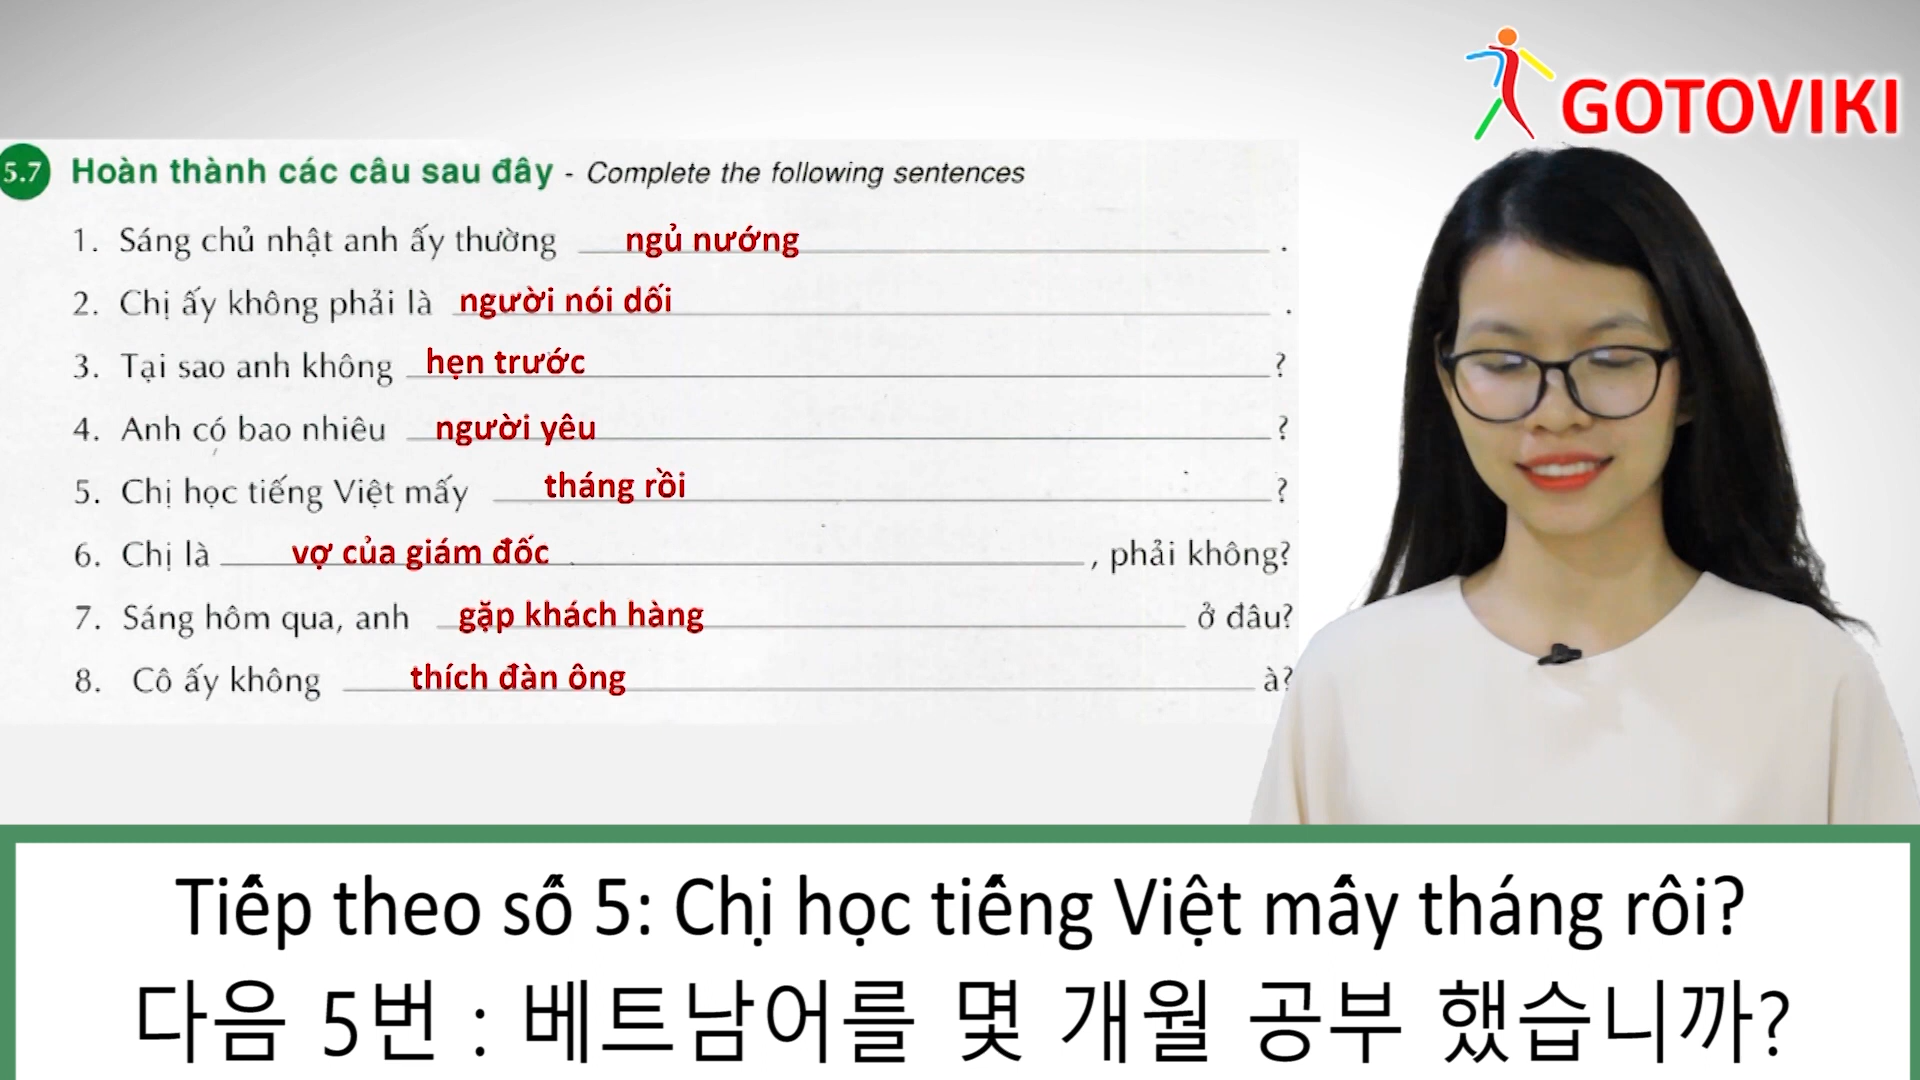 GOTOVIKI
5.7 Hoàn thành các câu sau đây - Complete the following sentences
1. Sáng chủ nhật anh ấy thường ngủ nướng.
2. Chị ấy không phải là người nói dối.
3. Tại sao anh không hẹn trước?
4. Anh có bao nhiêu người yêu?
5. Chị học tiếng Việt mấy tháng rồi?
6. Chị là vợ của giám đốc, phải không?
7. Sáng hôm qua, anh gặp khách hàng ở đâu?
8. Cô ấy không thích đàn ông à?
Tiếp theo số 5: Chị học tiếng Việt mấy tháng rồi?
다음 5번 : 베트남어를 몇 개월 공부 했습니까?